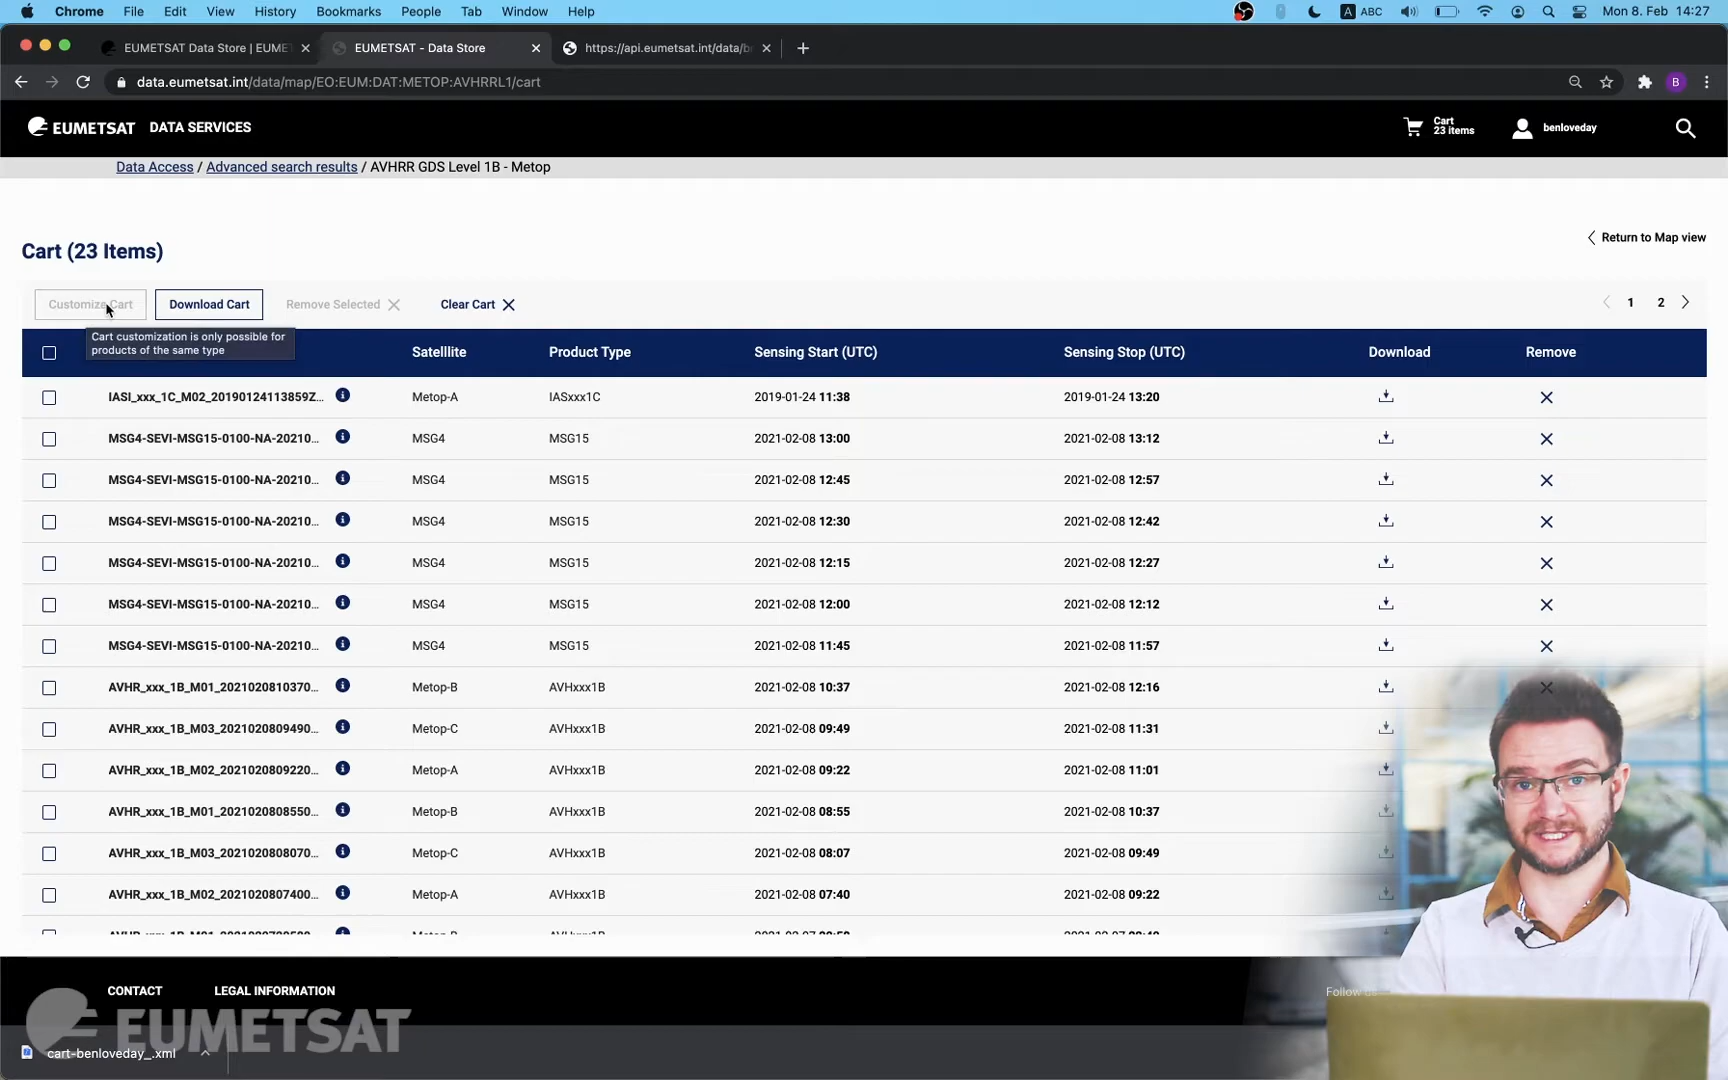 Chrome File Edit View History Bookmarks People Tab Window Help A ABC Mon 8. Feb 14:27
EUMETSAT Data Store | EUMET EUMETSAT - Data Store https://api.eumetsat.int/data/br
data.eumetsat.int/data/map/EO:EUM:DAT:METOP:AVHRRL1/cart B
EUMETSAT DATA SERVICES Cart 23 items benloveday
Data Access / Advanced search results / AVHRR GDS Level 1B - Metop
Return to Map view
Cart (23 Items)
Customize Cart Download Cart Remove Selected Clear Cart 1 2
Cart customization is only possible for
products of the same type
Satelllite Product Type Sensing Start (UTC) Sensing Stop (UTC) Download Remove
IASI_xxx_1C_M02_20190124113859Z... Metop-A IASxxx1C 2019-01-24 11:38 2019-01-24 13:20
MSG4-SEVI-MSG15-0100-NA-20210... MSG4 MSG15 2021-02-08 13:00 2021-02-08 13:12
MSG4-SEVI-MSG15-0100-NA-20210... MSG4 MSG15 2021-02-08 12:45 2021-02-08 12:57
MSG4-SEVI-MSG15-0100-NA-20210... MSG4 MSG15 2021-02-08 12:30 2021-02-08 12:42
MSG4-SEVI-MSG15-0100-NA-20210... MSG4 MSG15 2021-02-08 12:15 2021-02-08 12:27
MSG4-SEVI-MSG15-0100-NA-20210... MSG4 MSG15 2021-02-08 12:00 2021-02-08 12:12
MSG4-SEVI-MSG15-0100-NA-20210... MSG4 MSG15 2021-02-08 11:45 2021-02-08 11:57
AVHR_xxx_1B_M01_2021020810370... Metop-B AVHxxx1B 2021-02-08 10:37 2021-02-08 12:16
AVHR_xxx_1B_M03_2021020809490... Metop-C AVHxxx1B 2021-02-08 09:49 2021-02-08 11:31
AVHR_xxx_1B_M02_2021020809220... Metop-A AVHxxx1B 2021-02-08 09:22 2021-02-08 11:01
AVHR_xxx_1B_M01_2021020808550... Metop-B AVHxxx1B 2021-02-08 08:55 2021-02-08 10:37
AVHR_xxx_1B_M03_2021020808070... Metop-C AVHxxx1B 2021-02-08 08:07 2021-02-08 09:49
AVHR_xxx_1B_M02_2021020807400... Metop-A AVHxxx1B 2021-02-08 07:40 2021-02-08 09:22
CONTACT LEGAL INFORMATION Follow
EUMETSAT
cart-benloveday_.xml